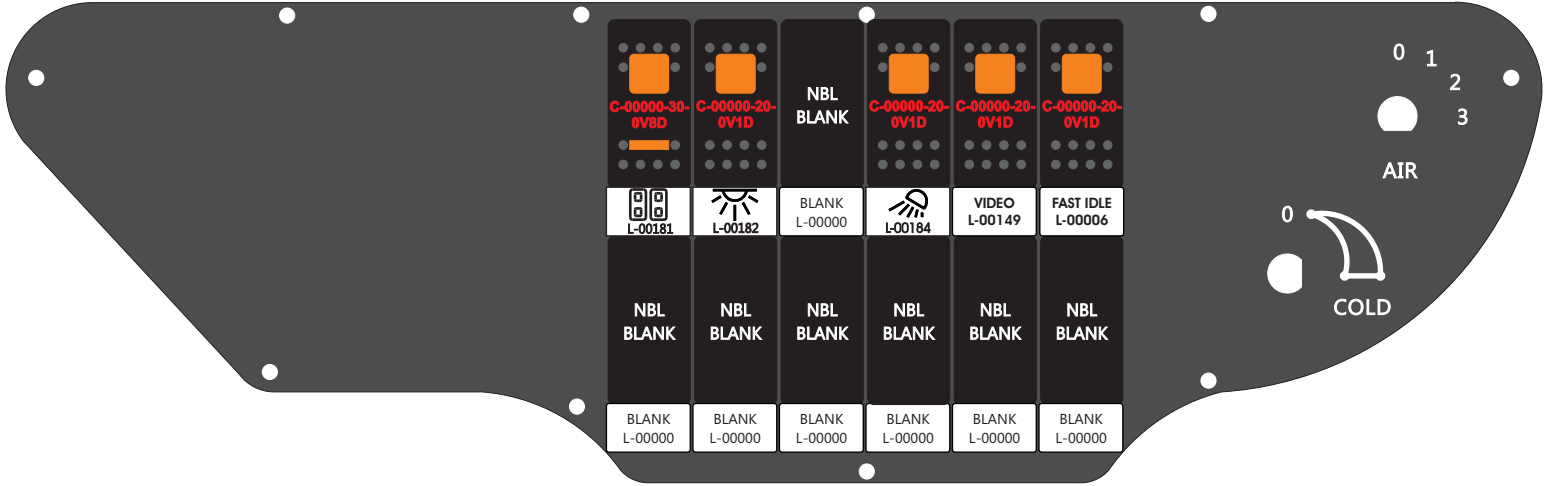 C-00000-30-
0V8D
C-00000-20-
0V1D
NBL
BLANK
C-00000-20-
0V1D
C-00000-20-
0V1D
C-00000-20-
0V1D
L-00181
L-00182
BLANK
L-00000
L-00184
VIDEO
L-00149
FAST IDLE
L-00006
NBL
BLANK
NBL
BLANK
NBL
BLANK
NBL
BLANK
NBL
BLANK
NBL
BLANK
BLANK
L-00000
BLANK
L-00000
BLANK
L-00000
BLANK
L-00000
BLANK
L-00000
BLANK
L-00000
0
1
2
3
AIR
0
COLD